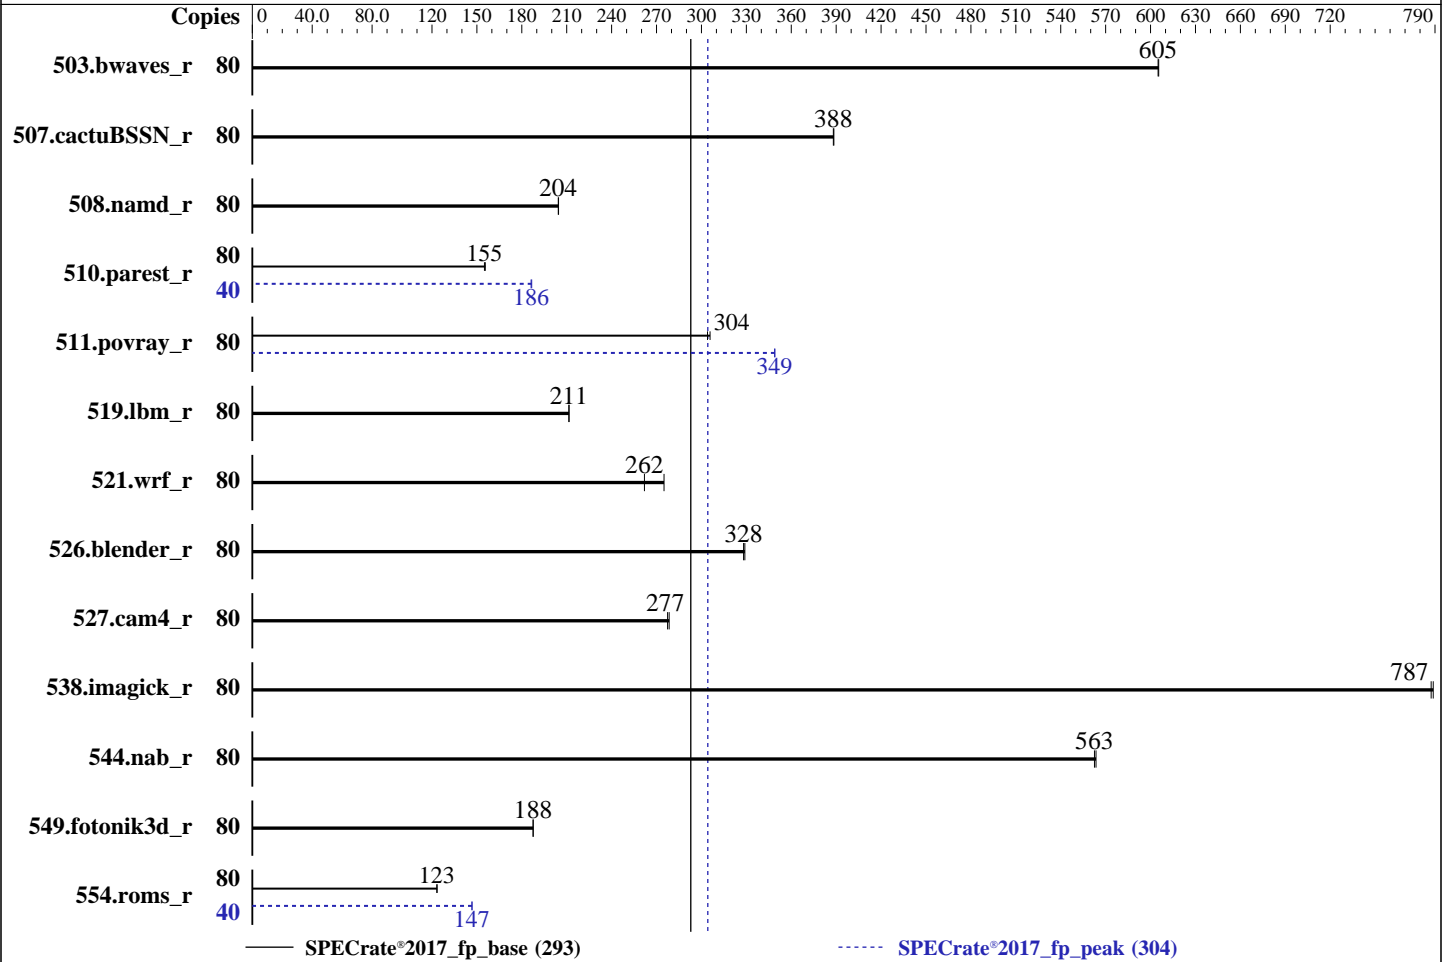 Copies 0 40.0 80.0 120 150 180 210 240 270 300 330 360 390 420 450 480 510 540 570 600 630 660 690 720 790
503.bwaves_r 80 605
507.cactuBSSN_r 80 388
508.namd_r 80 204
80 155
510.parest_r
40 186
304
511.povray_r 80
349
519.lbm_r 80 211
521.wrf_r 80 262
526.blender_r 80 328
527.cam4_r 80 277
538.imagick_r 80 787
544.nab_r 80 563
549.fotonik3d_r 80 188
80 123
554.roms_r
40 147
SPECrate®2017_fp_base (293) SPECrate®2017_fp_peak (304)